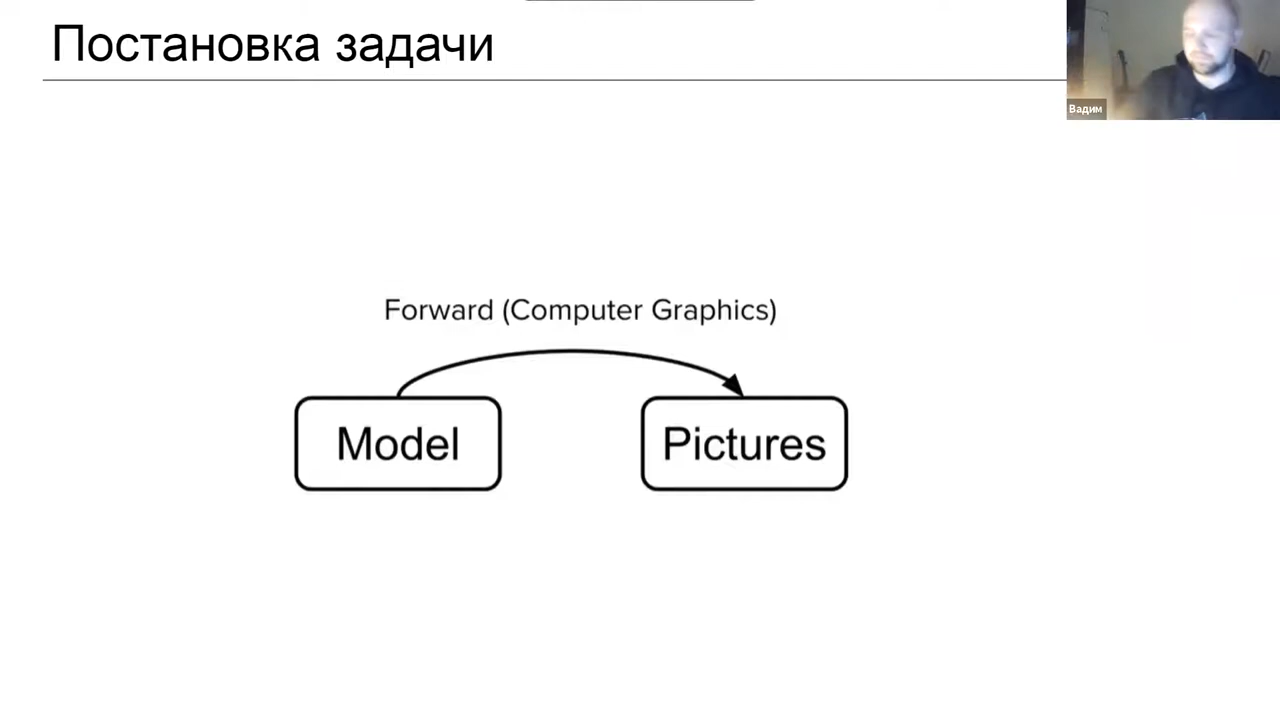 Постановка задачи
Вадим
Forward (Computer Graphics)
Model
Pictures